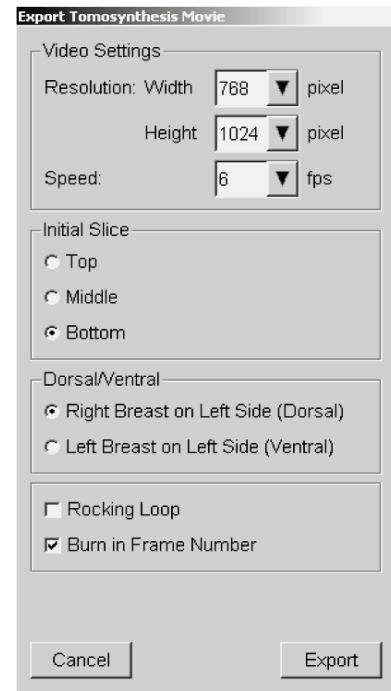 Export Tomosynthesis Movie
Video Settings
Resolution: Width 768 pixel
Height 1024 pixel
Speed: 6 fps
Initial Slice
Top
Middle
Bottom
Dorsal/Ventral
Right Breast on Left Side (Dorsal)
Left Breast on Left Side (Ventral)
Rocking Loop
Burn in Frame Number
Cancel Export